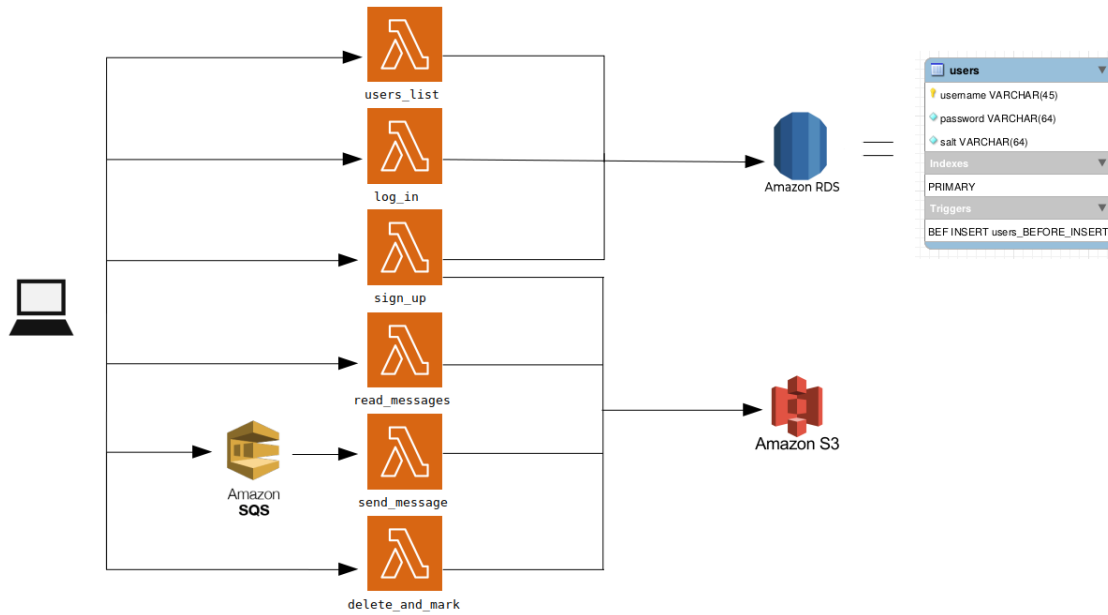 users_list
log_in
sign_up
read_messages
Amazon
SQS
send_message
delete_and_mark
Amazon RDS
Amazon S3
users
username VARCHAR(45)
password VARCHAR(64)
salt VARCHAR(64)
Indexes
PRIMARY
Triggers
BEF INSERT users_BEFORE_INSERT